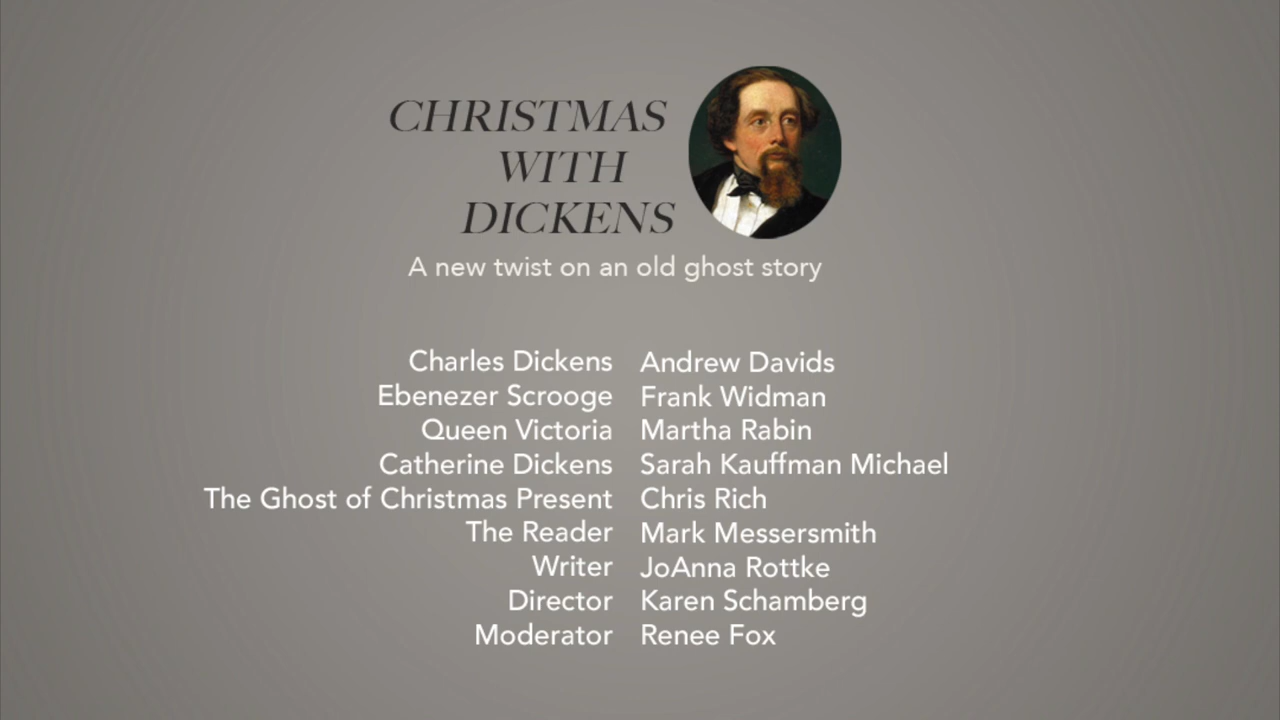 CHRISTMAS
WITH
DICKENS
A new twist on an old ghost story
Charles Dickens Andrew Davids
Ebenezer Scrooge Frank Widman
Queen Victoria Martha Rabin
Catherine Dickens Sarah Kauffman Michael
The Ghost of Christmas Present Chris Rich
The Reader Mark Messersmith
Writer JoAnna Rottke
Director Karen Schamberg
Moderator Renee Fox